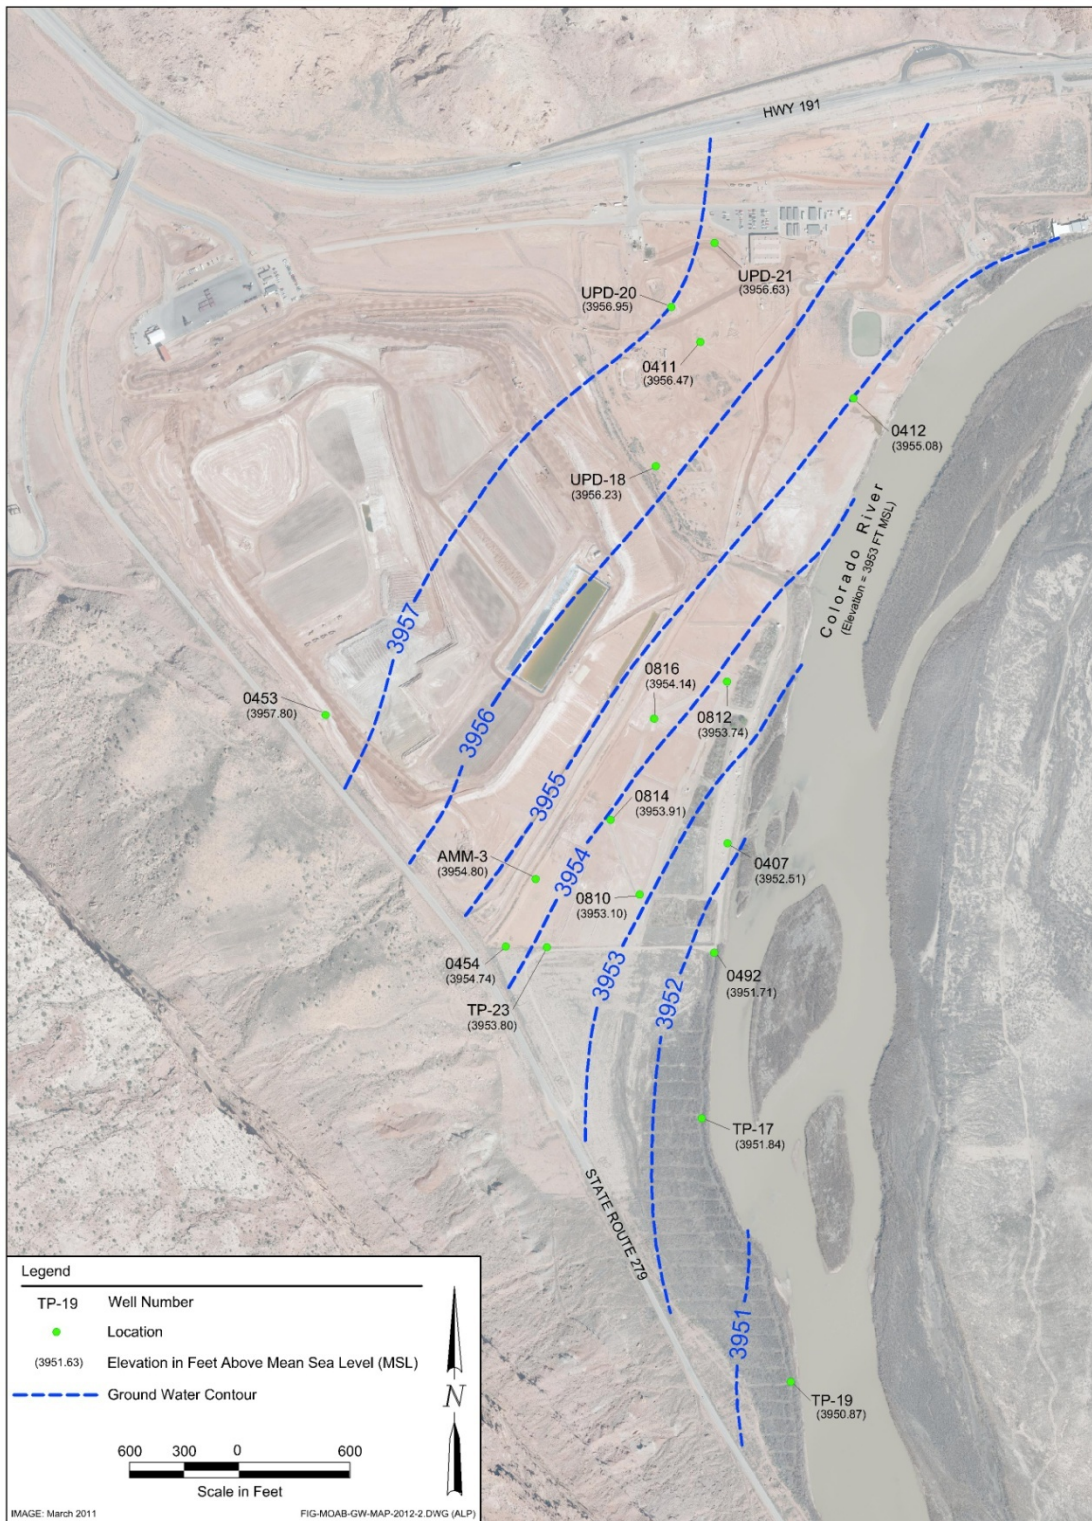 HWY 191
UPD-21
(3956.63)
UPD-20
(3956.95)
0411
(3956.47)
0412
(3955.08)
UPD-18
(3956.23)
Colorado River
(Elevation = 3953 FT MSL)
3957
0816
(3954.14)
0812
(3953.74)
0453
(3957.80)
3956
3955
0814
(3953.91)
0407
(3952.51)
AMM-3
(3954.80)
3954
0810
(3953.10)
0454
(3954.74)
0492
(3951.71)
3953
3952
TP-23
(3953.80)
TP-17
(3951.84)
STATE ROUTE 279
3951
TP-19
(3950.87)
Legend
TP-19 Well Number
Location
(3951.63) Elevation in Feet Above Mean Sea Level (MSL)
Ground Water Contour
N
600 300 0 600
Scale in Feet
IMAGE: March 2011 FIG-MOAB-GW-MAP-2012-2.DWG (ALP)